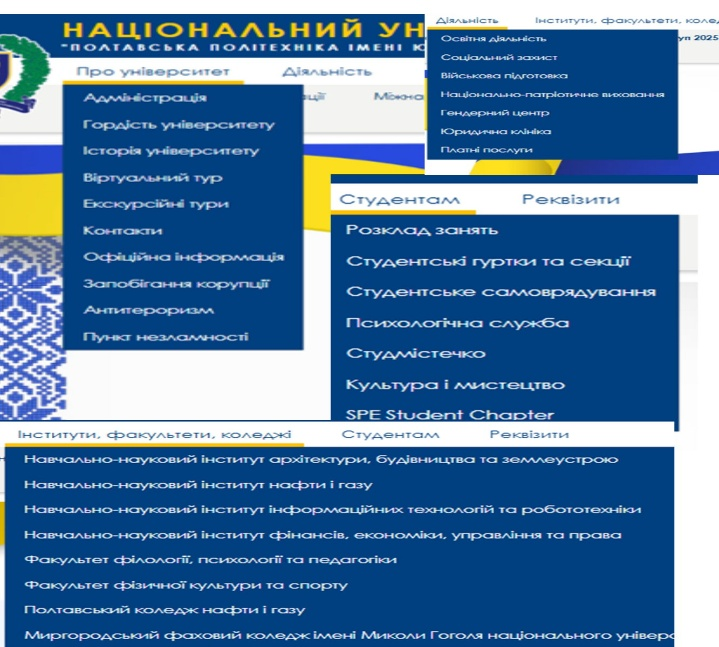 НАЦІОНАЛЬНИЙ УН
"ПОЛТАВСЬКА ПОЛІТЕХНІКА ІМЕНІ Ю
Про університет Діяльність
Адміністрація
Гордість університету
Історія університету
Віртуальний тур
Екскурсійні тури
Контакти
Офіційна інформація
Запобігання корупції
Антитероризм
Пункт незламності
ції Міжна
Діяльність Інститути, факультети, колед
Освітня діяльність
Соціальний захист
Військова підготовка
Національно-патріотичне виховання
Гендерний центр
Юридична клініка
Платні послуги
уп 2025
Студентам Реквізити
Розклад занять
Студентські гуртки та секції
Студентське самоврядування
Психологічна служба
Студмістечко
Культура і мистецтво
SPE Student Chapter
Інститути, факультети, коледжі Студентам Реквізити
Навчально-науковий інститут архітектури, будівництва та землеустрою
Навчально-науковий інститут нафти і газу
Навчально-науковий інститут інформаційних технологій та робототехніки
Навчально-науковий інститут фінансів, економіки, управління та права
Факультет філології, психології та педагогіки
Факультет фізичної культури та спорту
Полтавський коледж нафти і газу
Миргородський фаховий коледж імені Миколи Гоголя національного універс